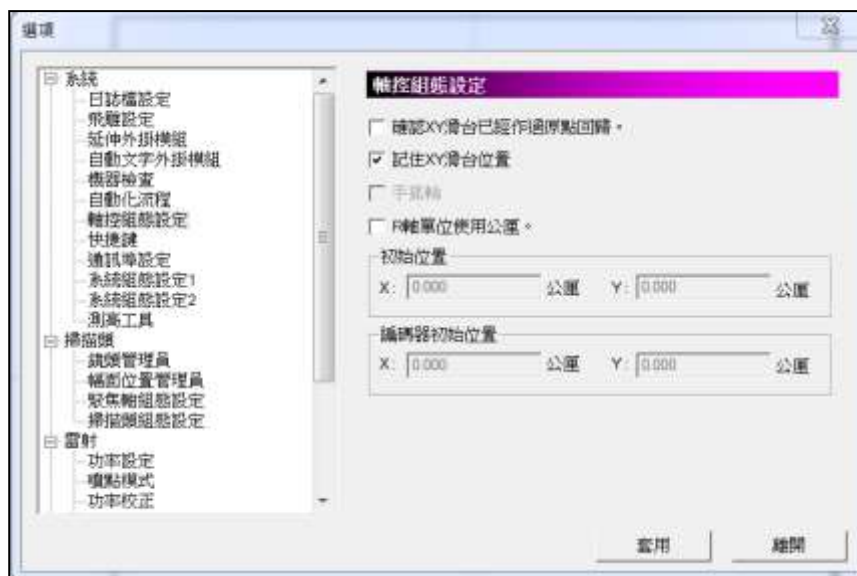 選項
系統
日誌檔設定
飛雕設定
延伸外掛模組
自動文字外掛模組
機器檢查
自動化流程
軸控組態設定
快捷鍵
通訊埠設定
系統組態設定1
系統組態設定2
測高工具
掃描頭
鏡頭管理員
幅面位置管理員
聚焦軸組態設定
掃描頭組態設定
雷射
功率設定
噴點模式
功率校正
軸控組態設定
確認XY滑台已經作過原點回歸。
記住XY滑台位置
手搖輪
R軸單位使用公厘。
初始位置
X: 0.000 公厘 Y: 0.000 公厘
編碼器初始位置
X: 0.000 公厘 Y: 0.000 公厘
套用 離開